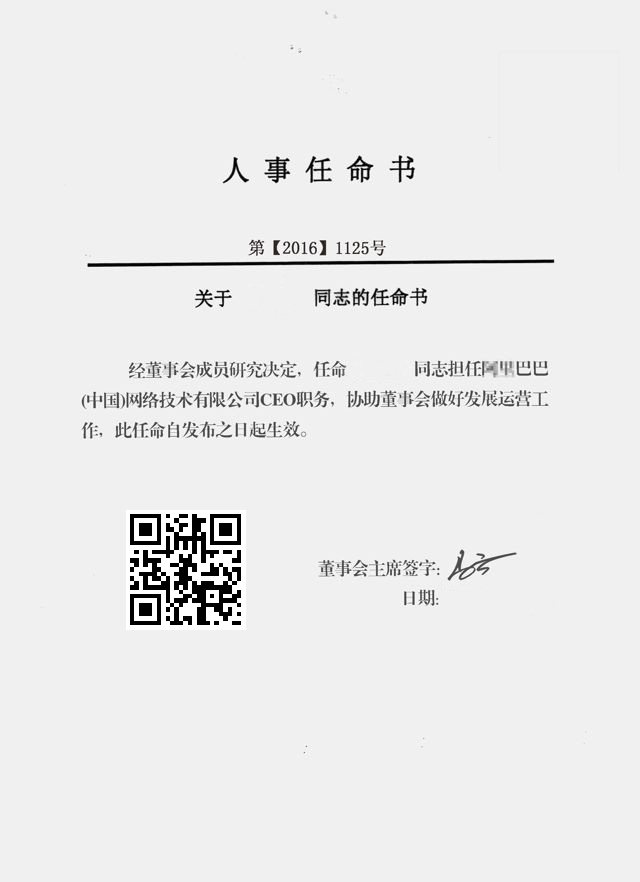 人事任命书
第【2016】1125号
关于 同志的任命书
经董事会成员研究决定，任命 同志担任阿里巴巴
(中国)网络技术有限公司CEO职务，协助董事会做好发展运营工
作，此任命自发布之日起生效。
董事会主席签字:
日期: